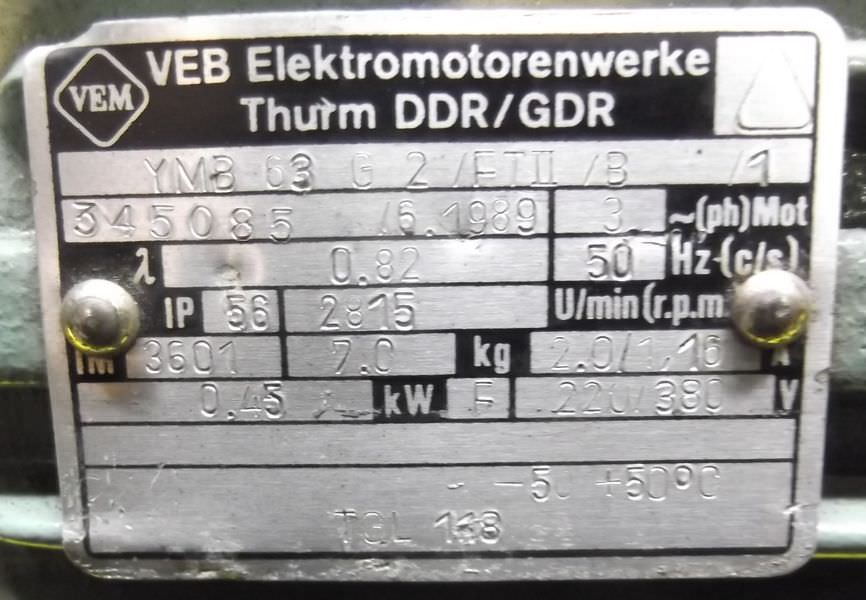 VEM
VEB Elektromotorenwerke
Thurm DDR/GDR
YMB 63 G 2 /FTII /B /1
345085 /6.1989 3 ~(ph)Mot
λ 0.82 50 Hz (c/s)
IP 56 2815 U/min(r.p.m
IM 3601 7.0 kg 2.0/1.16 A
0.45 kW F 220/380 V
-50 +50°C
TGL